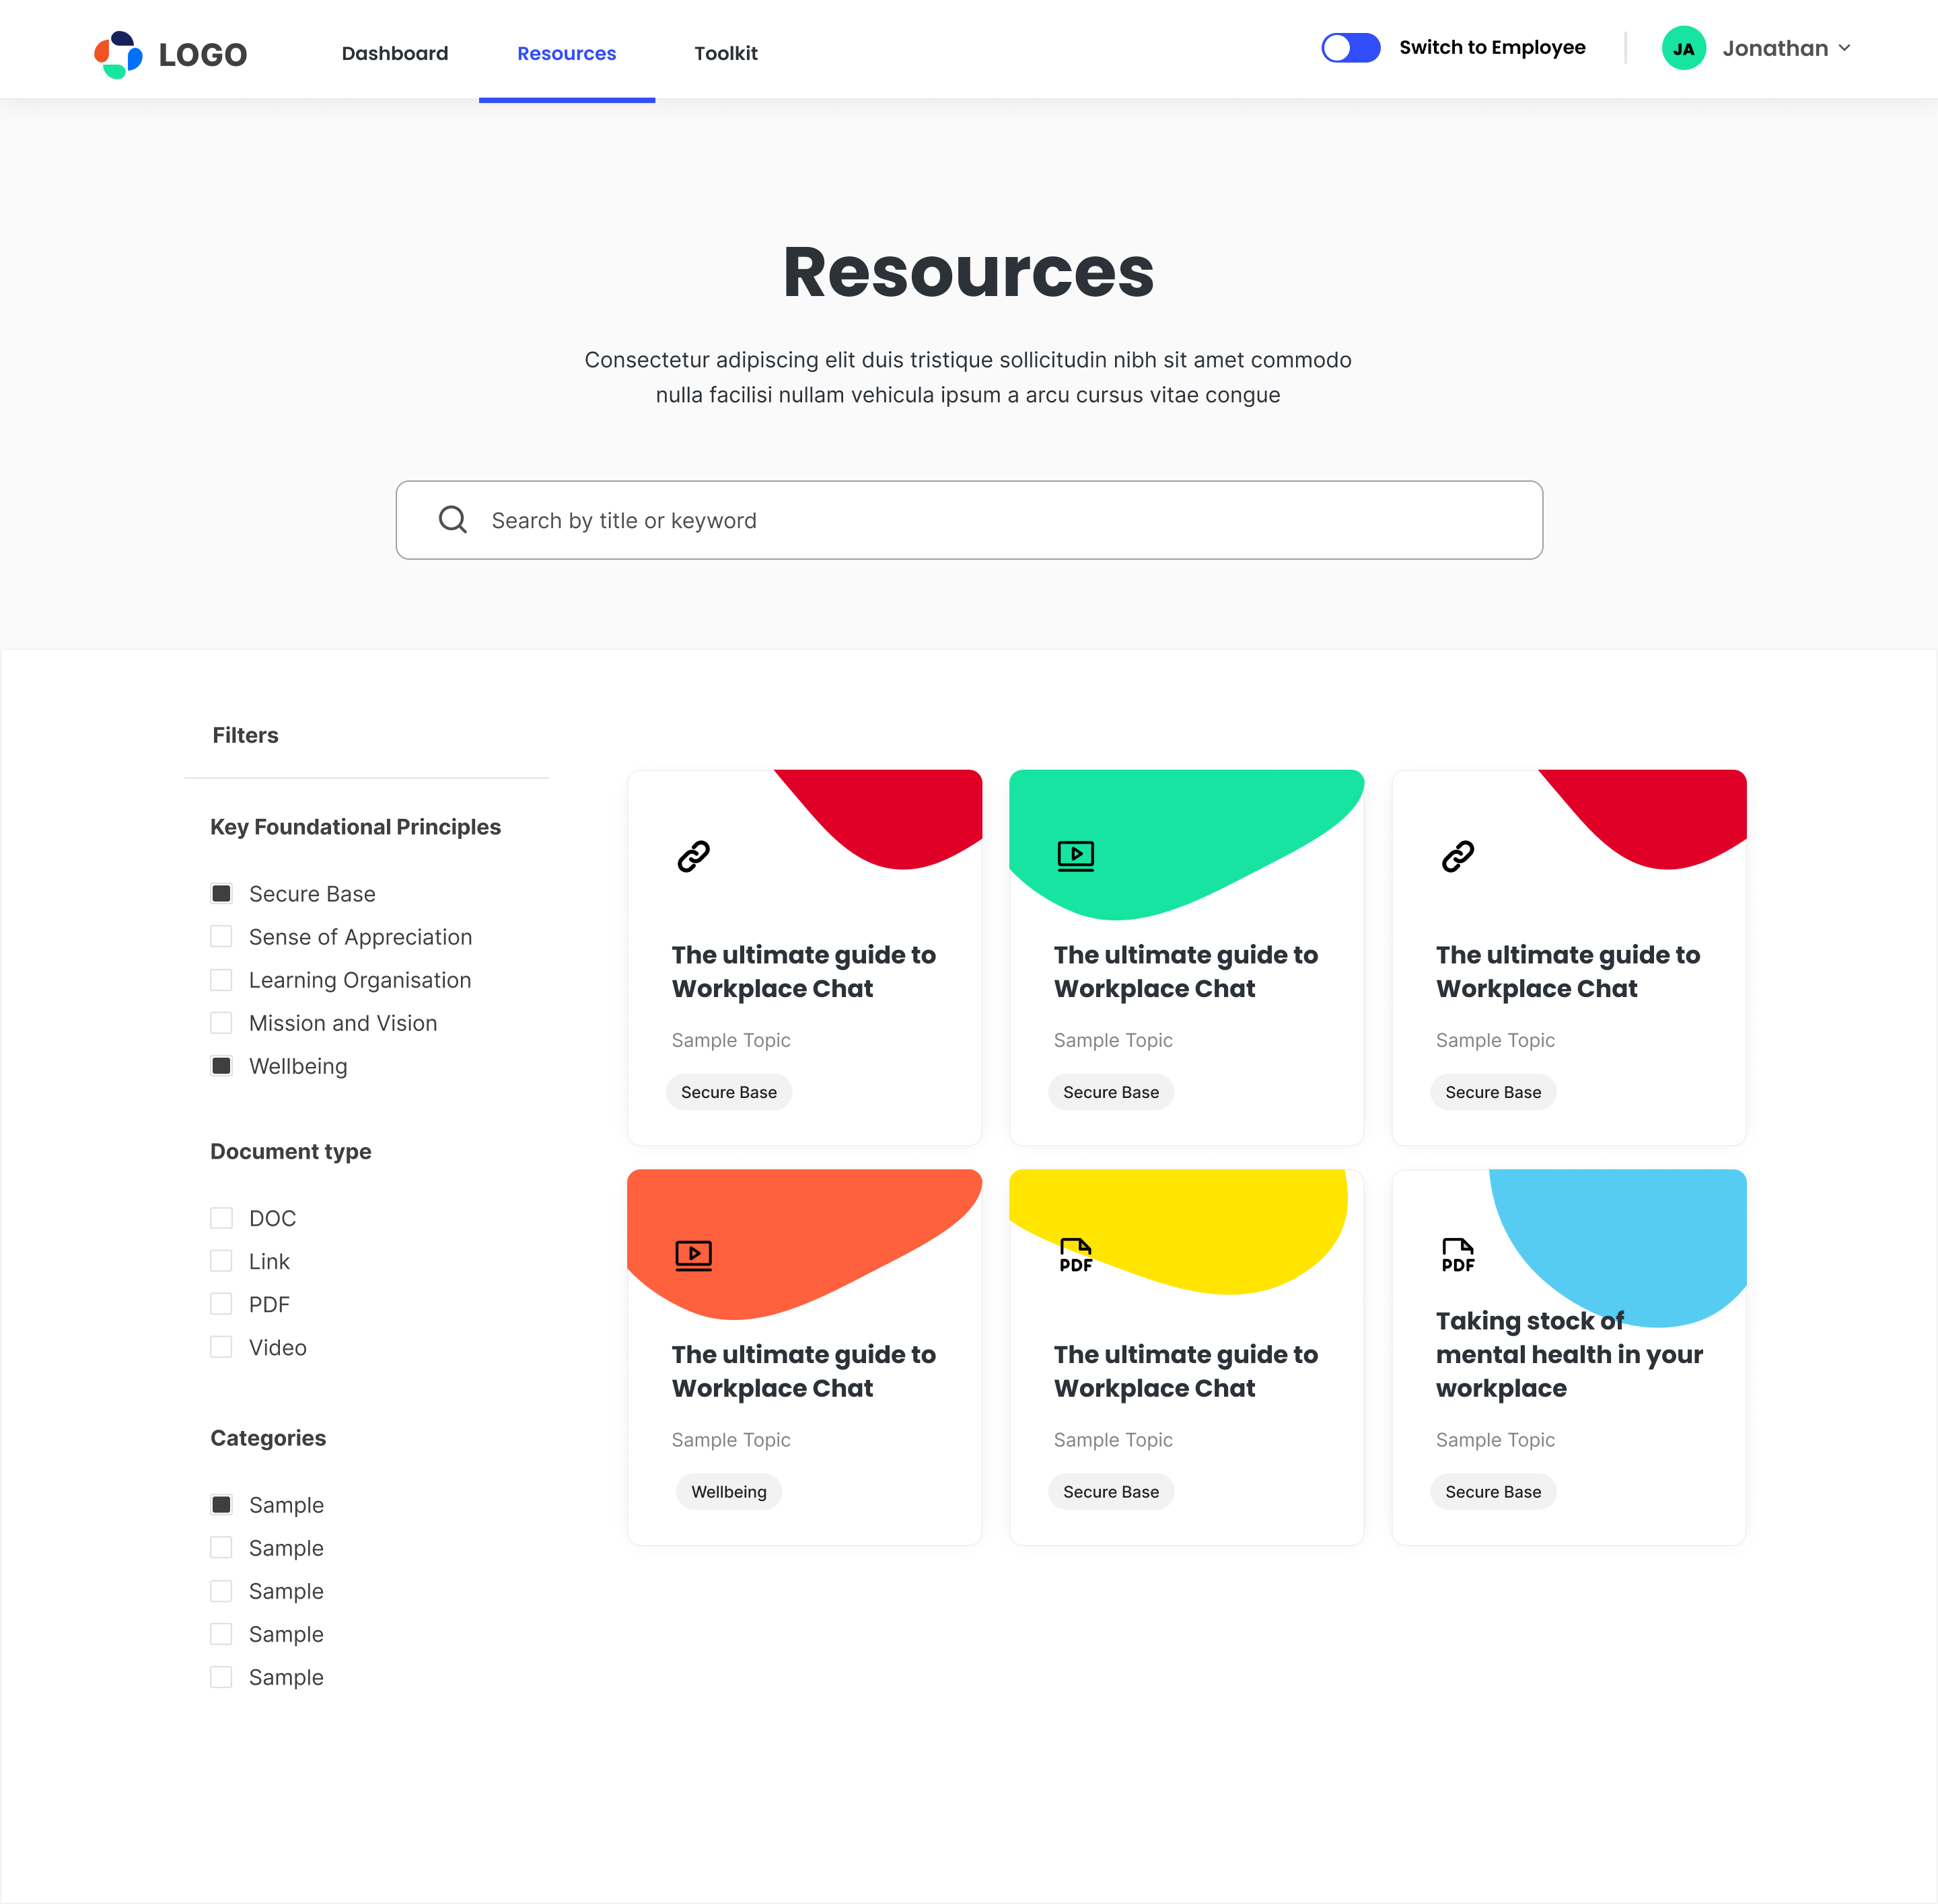 LOGO
Dashboard
Resources
Toolkit
Switch to Employee
JA
Jonathan
Resources
Consectetur adipiscing elit duis tristique sollicitudin nibh sit amet commodo
nulla facilisi nullam vehicula ipsum a arcu cursus vitae congue
Search by title or keyword
Filters
Key Foundational Principles
Secure Base
Sense of Appreciation
Learning Organisation
Mission and Vision
Wellbeing
Document type
DOC
Link
PDF
Video
Categories
Sample
Sample
Sample
Sample
Sample
The ultimate guide to
Workplace Chat
Sample Topic
Secure Base
The ultimate guide to
Workplace Chat
Sample Topic
Secure Base
The ultimate guide to
Workplace Chat
Sample Topic
Secure Base
The ultimate guide to
Workplace Chat
Sample Topic
Wellbeing
PDF
The ultimate guide to
Workplace Chat
Sample Topic
Secure Base
PDF
Taking stock of
mental health in your
workplace
Sample Topic
Secure Base